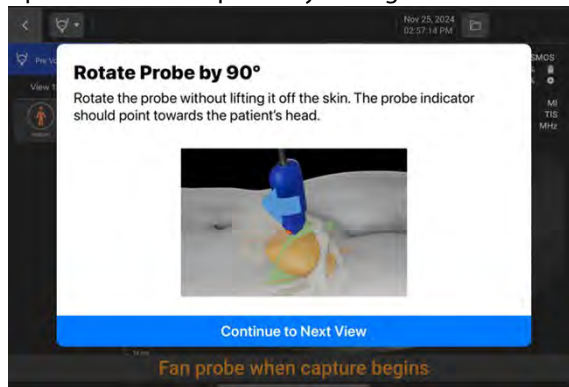 Nov 25, 2024
02:57:14 PM
Rotate Probe by 90°
Rotate the probe without lifting it off the skin. The probe indicator
should point towards the patient's head.
MI
TIS
MHz
Continue to Next View
Fan probe when capture begins